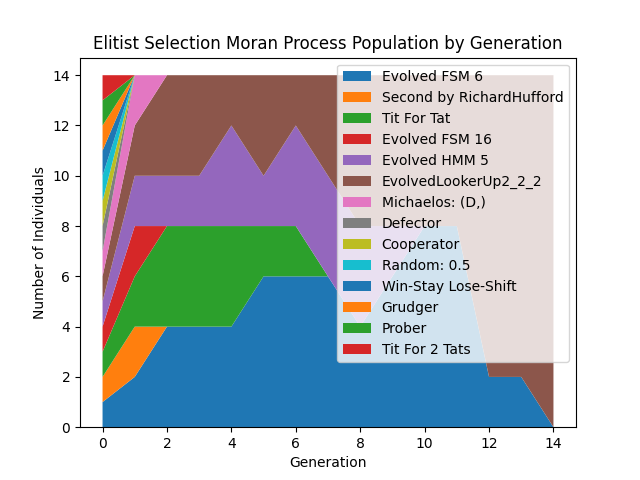 Elitist Selection Moran Process Population by Generation
Number of Individuals
14
12
10
8
6
4
2
0
Evolved FSM 6
Second by RichardHufford
Tit For Tat
Evolved FSM 16
Evolved HMM 5
EvolvedLookerUp2_2_2
Michaelos: (D,)
Defector
Cooperator
Random: 0.5
Win-Stay Lose-Shift
Grudger
Prober
Tit For 2 Tats
0 2 4 6 8 10 12 14
Generation